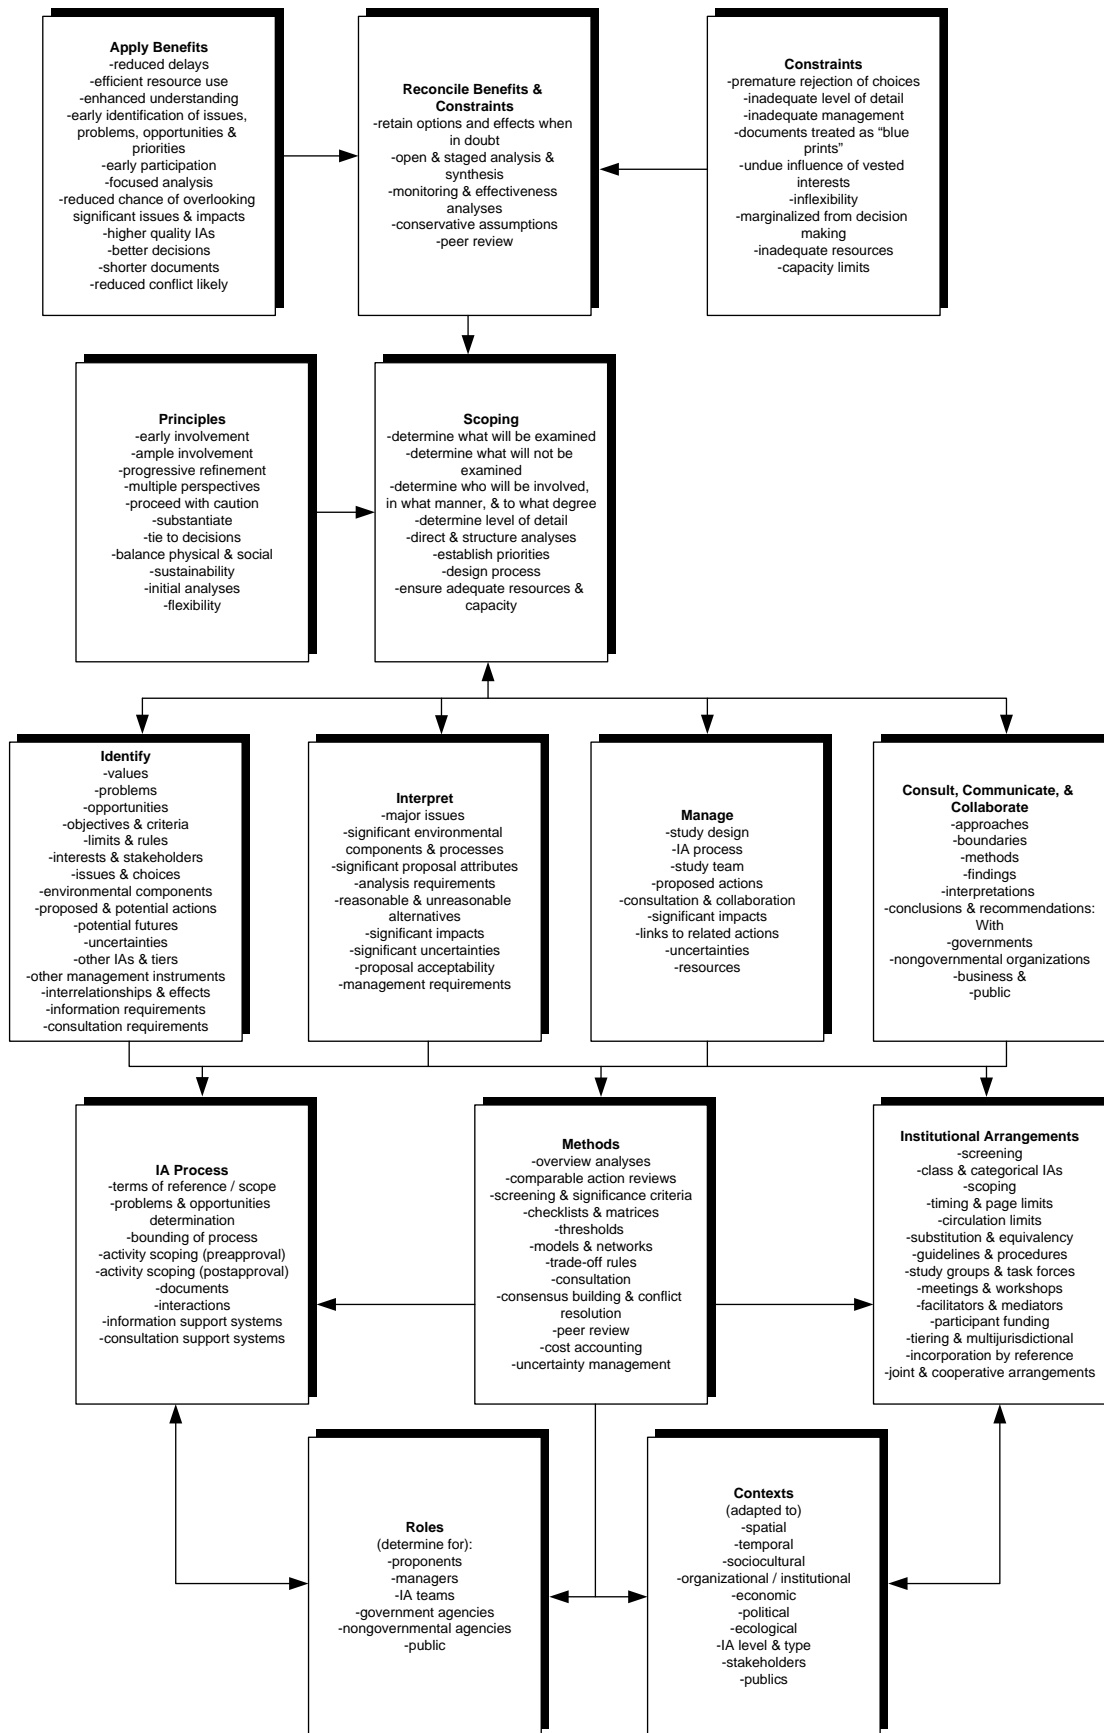 Apply Benefits
-reduced delays
-efficient resource use
-enhanced understanding
-early identification of issues,
problems, opportunities &
priorities
-early participation
-focused analysis
-reduced chance of overlooking
significant issues & impacts
-higher quality IAs
-better decisions
-shorter documents
-reduced conflict likely
Reconcile Benefits &
Constraints
-retain options and effects when
in doubt
-open & staged analysis &
synthesis
-monitoring & effectiveness
analyses
-conservative assumptions
-peer review
Constraints
-premature rejection of choices
-inadequate level of detail
-inadequate management
-documents treated as “blue
prints”
-undue influence of vested
interests
-inflexibility
-marginalized from decision
making
-inadequate resources
-capacity limits
Principles
-early involvement
-ample involvement
-progressive refinement
-multiple perspectives
-proceed with caution
-substantiate
-tie to decisions
-balance physical & social
-sustainability
-initial analyses
-flexibility
Scoping
-determine what will be examined
-determine what will not be
examined
-determine who will be involved,
in what manner, & to what degree
-determine level of detail
-direct & structure analyses
-establish priorities
-design process
-ensure adequate resources &
capacity
Identify
-values
-problems
-opportunities
-objectives & criteria
-limits & rules
-interests & stakeholders
-issues & choices
-environmental components
-proposed & potential actions
-potential futures
-uncertainties
-other IAs & tiers
-other management instruments
-interrelationships & effects
-information requirements
-consultation requirements
Interpret
-major issues
-significant environmental
components & processes
-significant proposal attributes
-analysis requirements
-reasonable & unreasonable
alternatives
-significant impacts
-significant uncertainties
-proposal acceptability
-management requirements
Manage
-study design
-IA process
-study team
-proposed actions
-consultation & collaboration
-significant impacts
-links to related actions
-uncertainties
-resources
Consult, Communicate, &
Collaborate
-approaches
-boundaries
-methods
-findings
-interpretations
-conclusions & recommendations:
With
-governments
-nongovernmental organizations
-business &
-public
IA Process
-terms of reference / scope
-problems & opportunities
determination
-bounding of process
-activity scoping (preapproval)
-activity scoping (postapproval)
-documents
-interactions
-information support systems
-consultation support systems
Methods
-overview analyses
-comparable action reviews
-screening & significance criteria
-checklists & matrices
-thresholds
-models & networks
-trade-off rules
-consultation
-consensus building & conflict
resolution
-peer review
-cost accounting
-uncertainty management
Institutional Arrangements
-screening
-class & categorical IAs
-scoping
-timing & page limits
-circulation limits
-substitution & equivalency
-guidelines & procedures
-study groups & task forces
-meetings & workshops
-facilitators & mediators
-participant funding
-tiering & multijurisdictional
-incorporation by reference
-joint & cooperative arrangements
Roles
(determine for):
-proponents
-managers
-IA teams
-government agencies
-nongovernmental agencies
-public
Contexts
(adapted to)
-spatial
-temporal
-sociocultural
-organizational / institutional
-economic
-political
-ecological
-IA level & type
-stakeholders
-publics